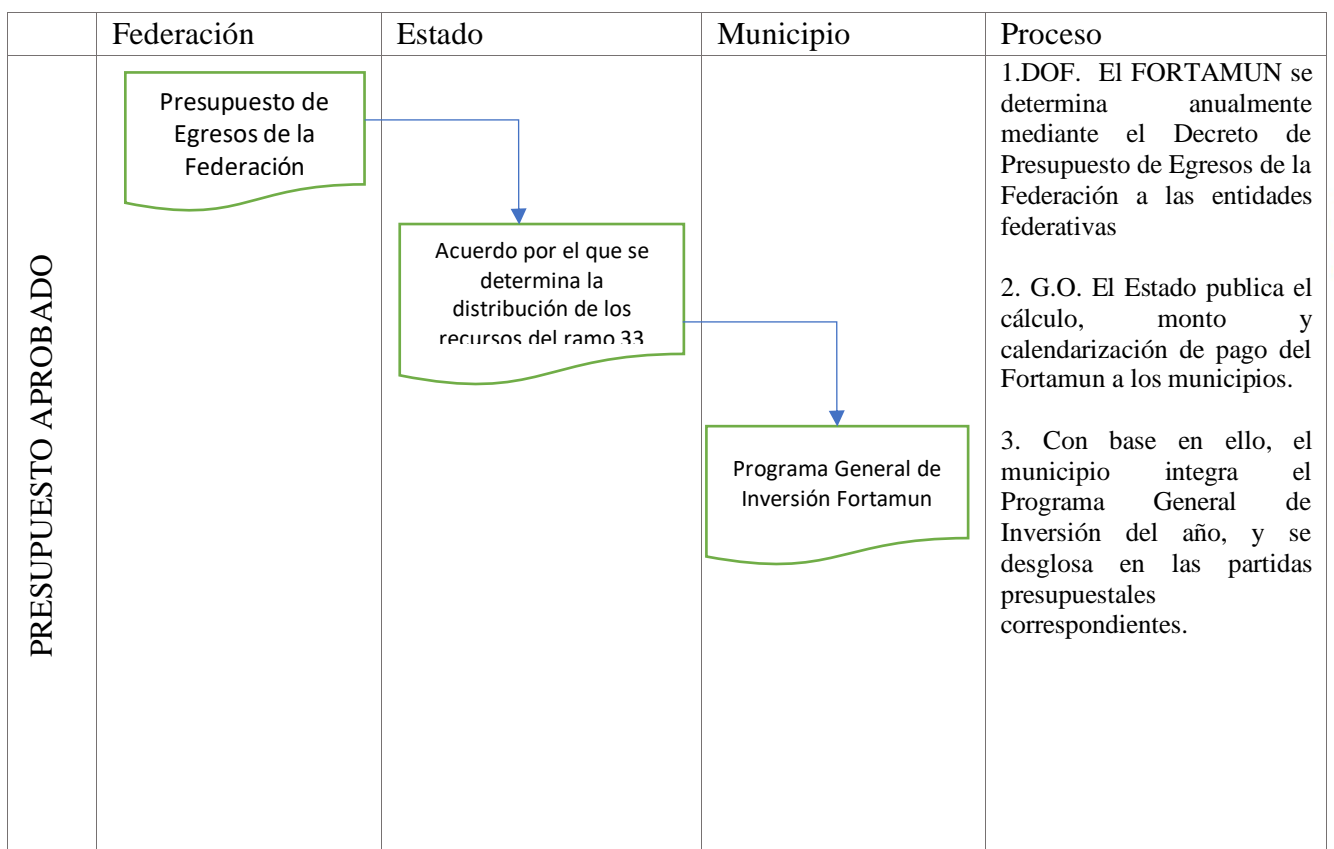 Federación
Estado
Municipio
Proceso
PRESUPUESTO APROBADO
Presupuesto de
Egresos de la
Federación
Acuerdo por el que se
determina la
distribución de los
recursos del ramo 33
Programa General de
Inversión Fortamun
1.DOF. El FORTAMUN se
determina anualmente
mediante el Decreto de
Presupuesto de Egresos de la
Federación a las entidades
federativas
2. G.O. El Estado publica el
cálculo, monto y
calendarización de pago del
Fortamun a los municipios.
3. Con base en ello, el
municipio integra el
Programa General de
Inversión del año, y se
desglosa en las partidas
presupuestales
correspondientes.